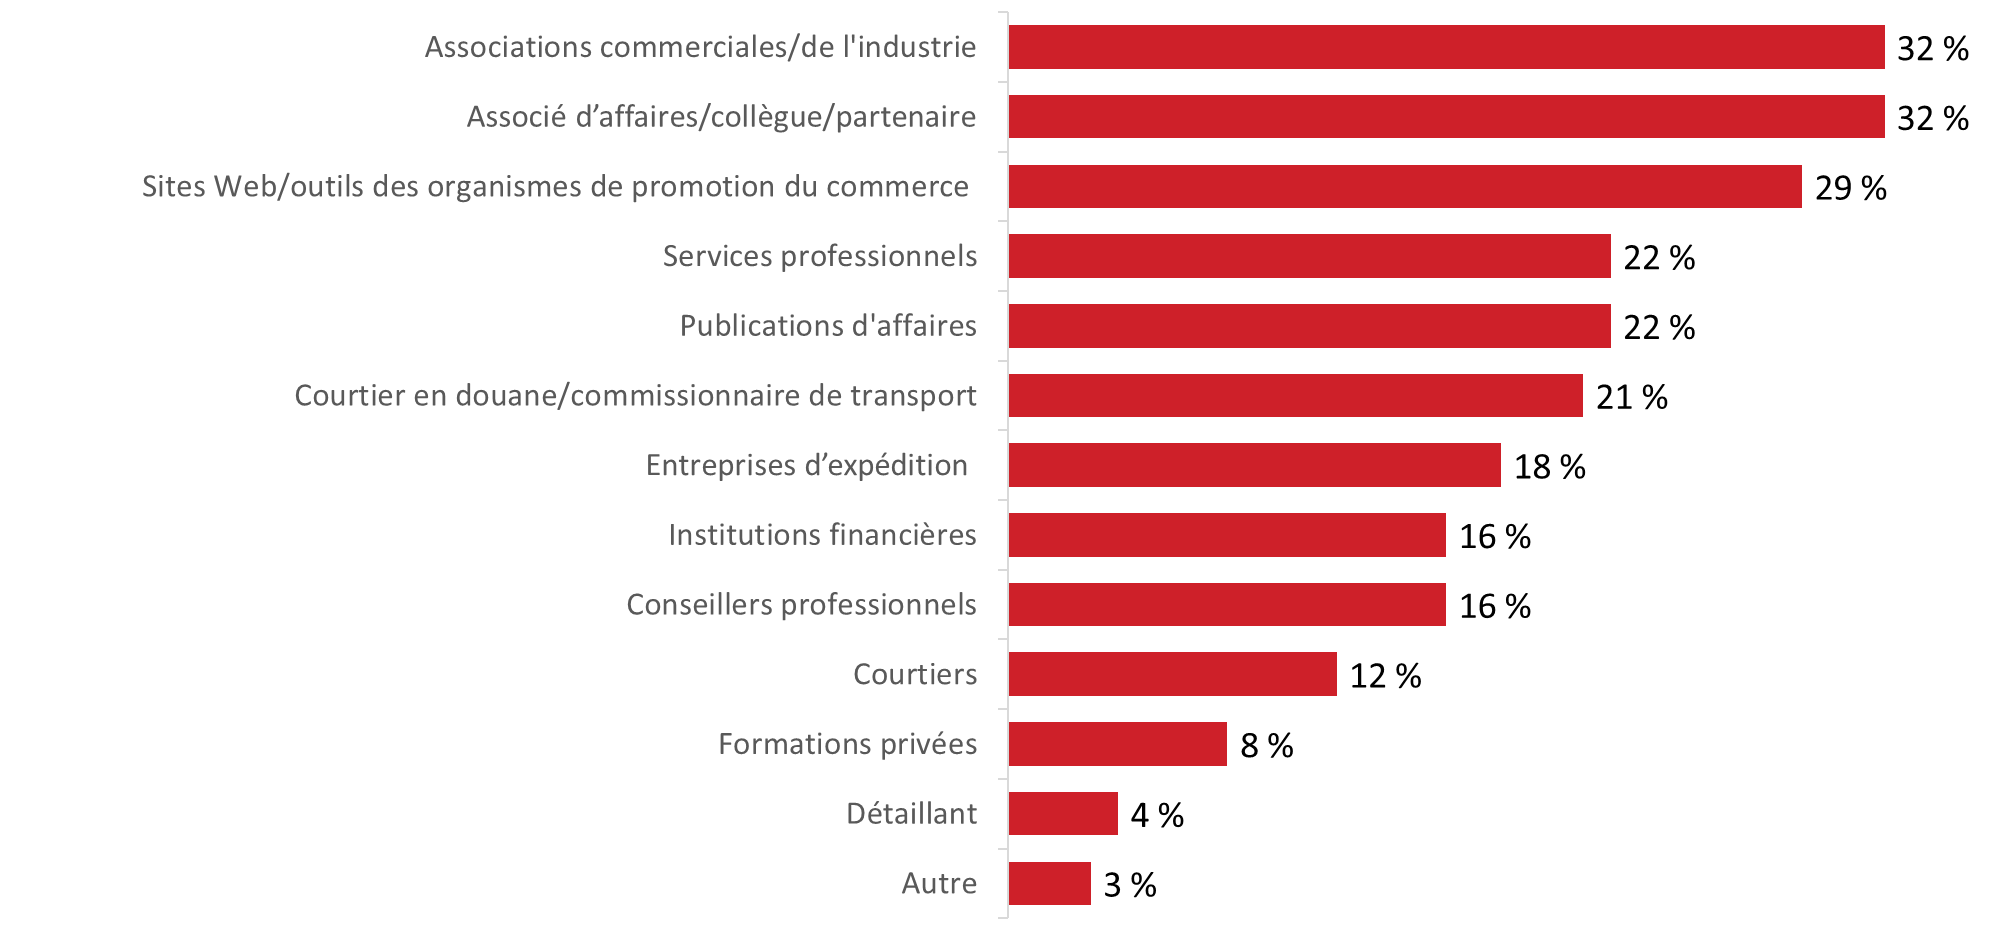 Associations commerciales/de l'industrie 32 %
Associé d’affaires/collègue/partenaire 32 %
Sites Web/outils des organismes de promotion du commerce 29 %
Services professionnels 22 %
Publications d'affaires 22 %
Courtier en douane/commissionnaire de transport 21 %
Entreprises d’expédition 18 %
Institutions financières 16 %
Conseillers professionnels 16 %
Courtiers 12 %
Formations privées 8 %
Détaillant 4 %
Autre 3 %